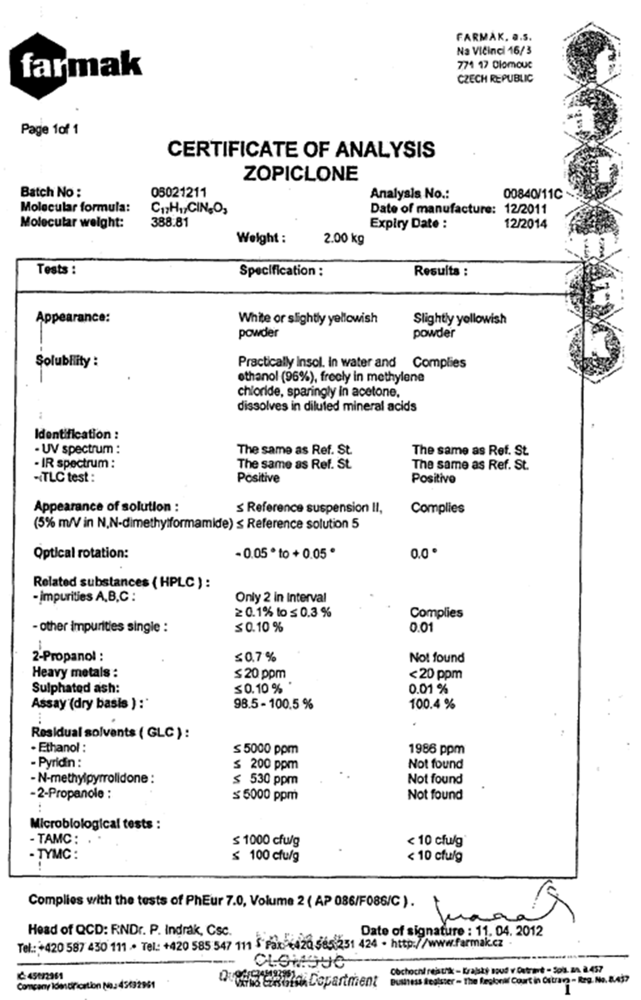 farmak
FARMAK, a.s.
Na Vlčinci 16/3
771 17 Olomouc
CZECH REPUBLIC
Page 1of 1
CERTIFICATE OF ANALYSIS
ZOPICLONE
Batch No : 06021211 Analysis No.: 00840/11C
Molecular formula: C₁₇H₁₇ClN₆O₃ Date of manufacture: 12/2011
Molecular weight: 388.81 Expiry Date : 12/2014
Weight : 2.00 kg
Tests : Specification : Results :
Appearance: White or slightly yellowish Slightly yellowish
powder powder
Solubility : Practically insol. in water and Complies
ethanol (96%), freely in methylene
chloride, sparingly in acetone,
dissolves in diluted mineral acids
Identification :
- UV spectrum : The same as Ref. St. The same as Ref. St.
- IR spectrum : The same as Ref. St. The same as Ref. St.
- TLC test : Positive Positive
Appearance of solution : ≤ Reference suspension II, Complies
(5% m/V in N,N-dimethylformamide) ≤ Reference solution 5
Optical rotation: - 0.05 ° to + 0.05 ° 0.0 °
Related substances ( HPLC ) :
- impurities A,B,C : Only 2 in interval
≥ 0.1% to ≤ 0.3 % Complies
- other impurities single : ≤ 0.10 % 0.01
2-Propanol : ≤ 0.7 % Not found
Heavy metals : ≤ 20 ppm < 20 ppm
Sulphated ash: ≤ 0.10 % 0.01 %
Assay (dry basis ) : 98.5 - 100.5 % 100.4 %
Residual solvents ( GLC ) :
- Ethanol : ≤ 5000 ppm 1986 ppm
- Pyridin : ≤ 200 ppm Not found
- N-methylpyrrolidone : ≤ 530 ppm Not found
- 2-Propanole : ≤ 5000 ppm Not found
Microbiological tests :
- TAMC : ≤ 1000 cfu/g < 10 cfu/g
- TYMC : ≤ 100 cfu/g < 10 cfu/g
Complies with the tests of PhEur 7.0, Volume 2 ( AP 086/F086/C ) .
Head of QCD: RNDr. P. Indrák, Csc. Date of signature : 11. 04. 2012
Tel.: +420 587 430 111 • Tel.: +420 585 547 111 • Fax: +420 585 231 424 • http://www.farmak.cz
OLOMOUC
IČ: 45192961 Obchodní rejstřík – Krajský soud v Ostravě – Spis. zn. B.457
Company Identification No.: 45192961 VAT No. CZ45192961 Department Business Register – The Regional Court in Ostrava – Reg. No. B.457
1